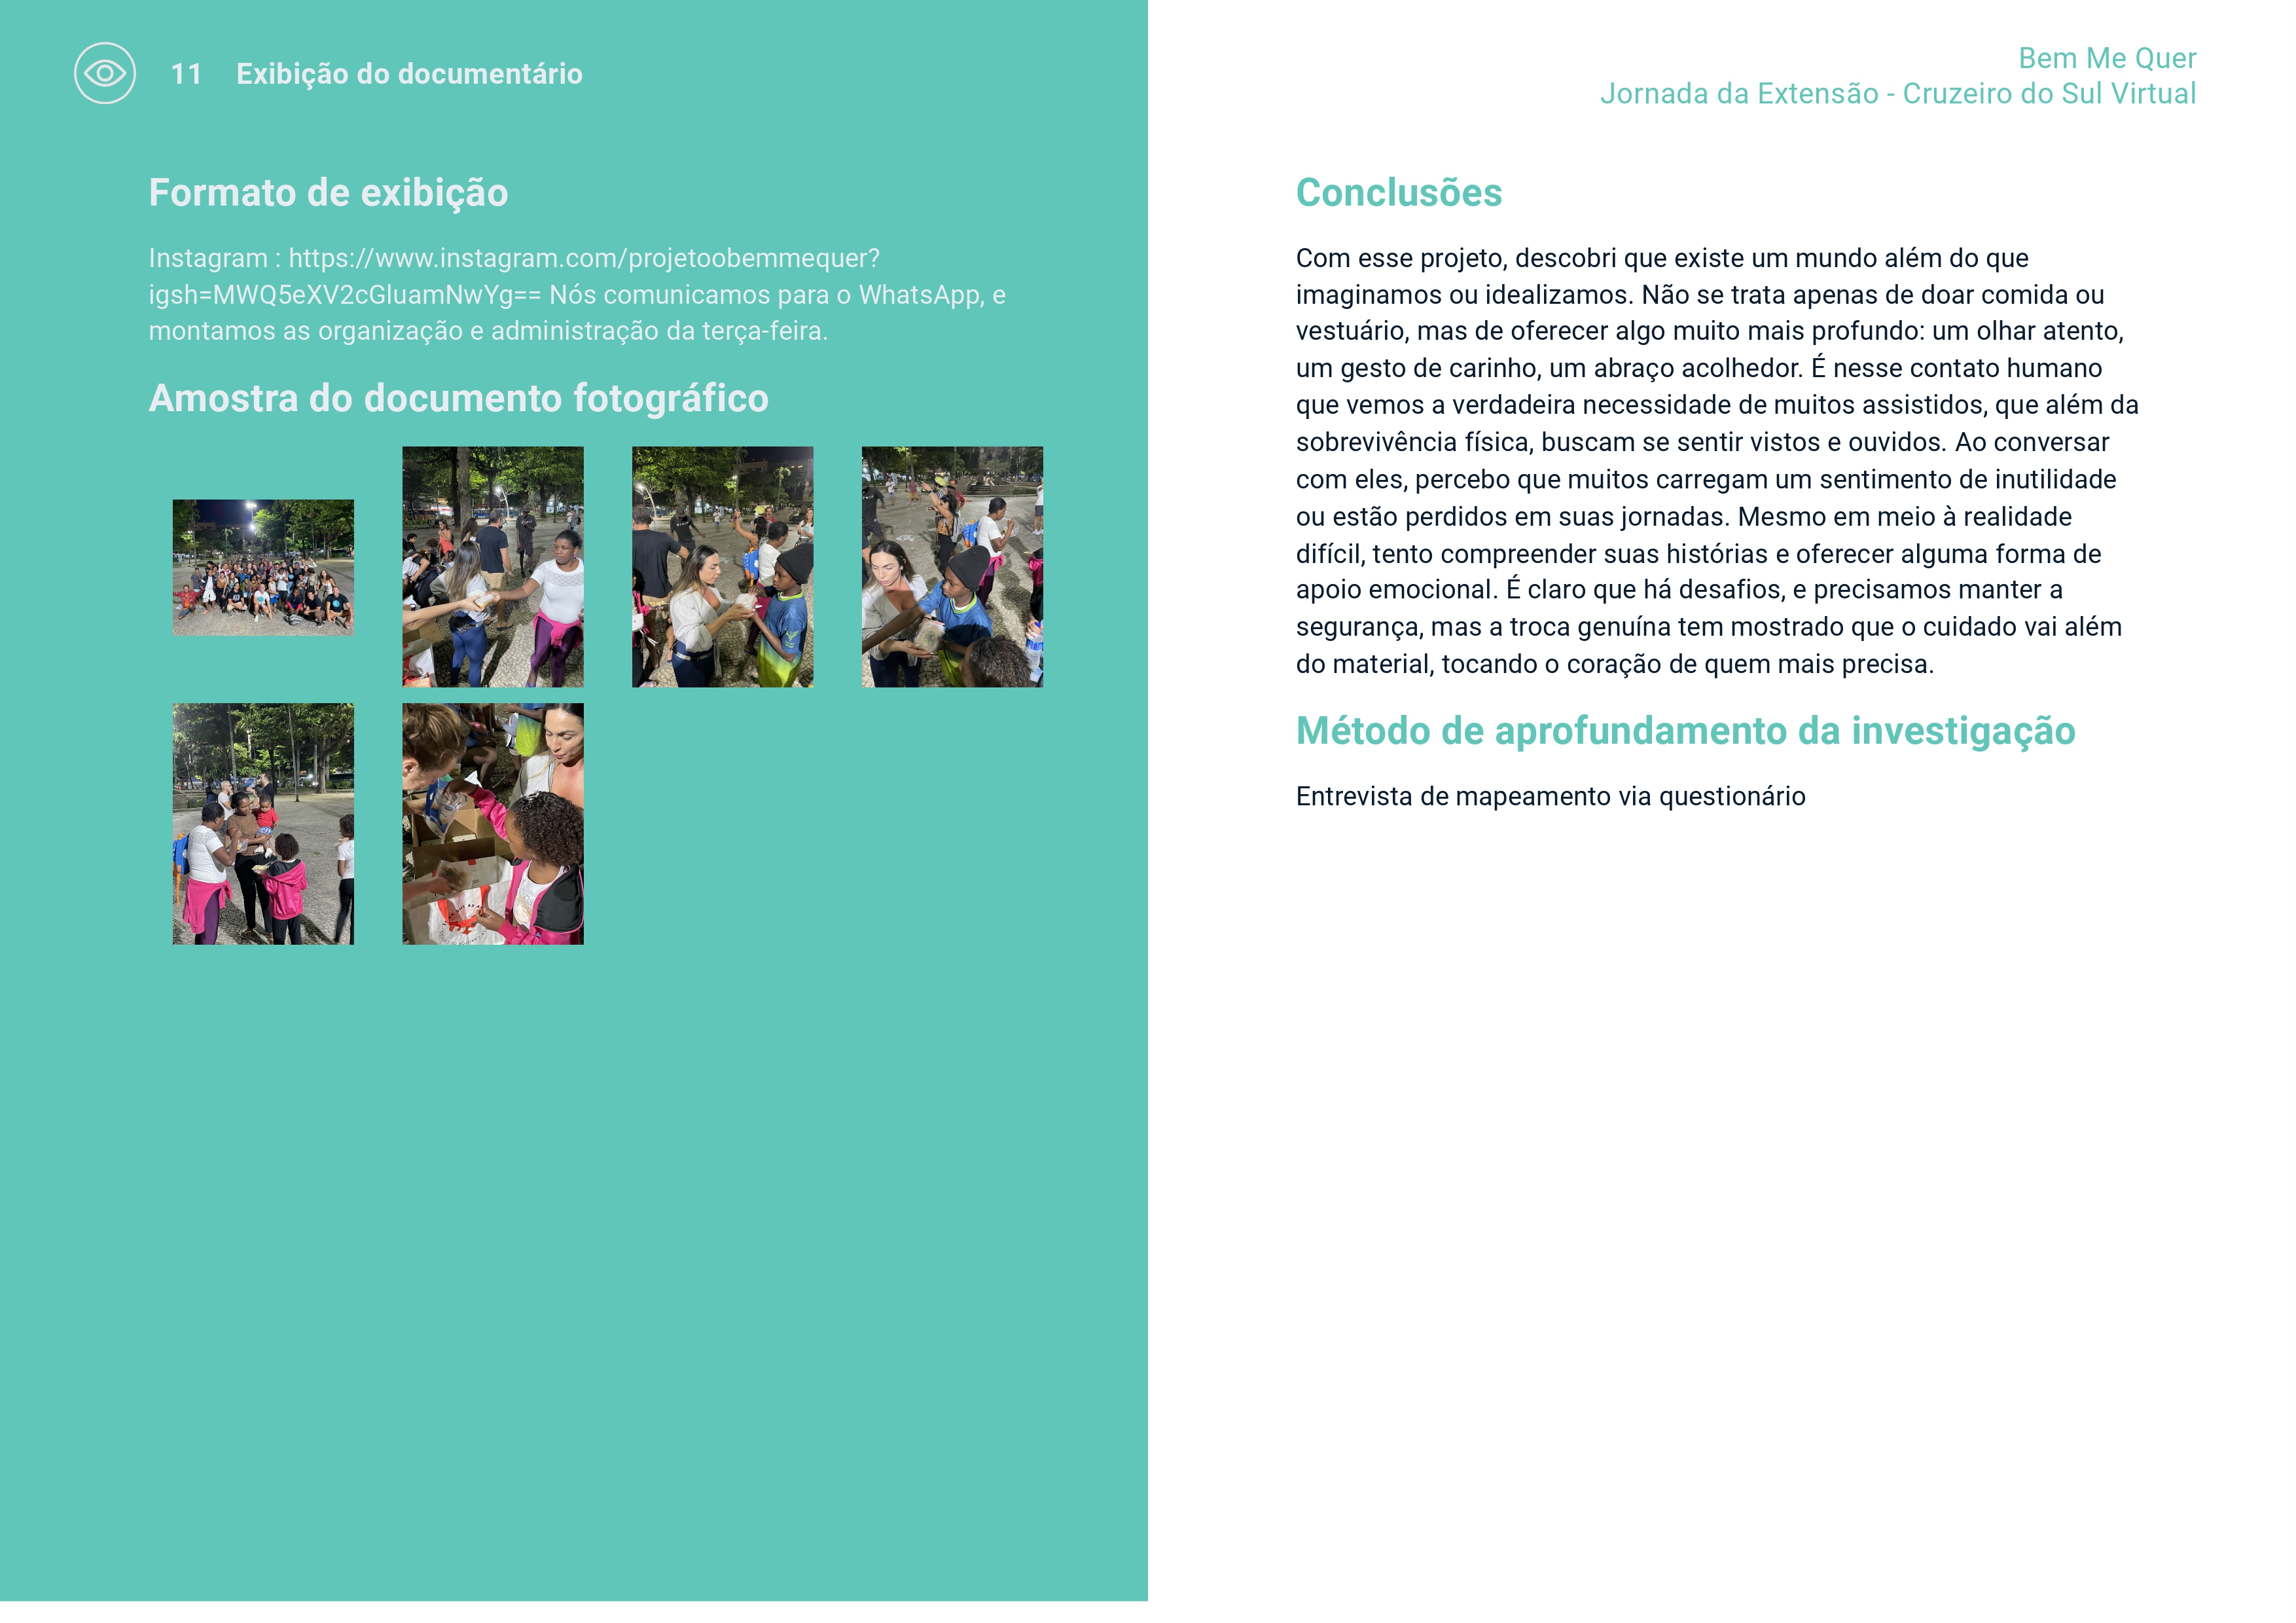 11 Exibição do documentário
Formato de exibição
Instagram : https://www.instagram.com/projetoobemmequer?
igsh=MWQ5eXV2cGluamNwYg== Nós comunicamos para o WhatsApp, e
montamos as organização e administração da terça-feira.
Amostra do documento fotográfico
Bem Me Quer
Jornada da Extensão - Cruzeiro do Sul Virtual
Conclusões
Com esse projeto, descobri que existe um mundo além do que
imaginamos ou idealizamos. Não se trata apenas de doar comida ou
vestuário, mas de oferecer algo muito mais profundo: um olhar atento,
um gesto de carinho, um abraço acolhedor. É nesse contato humano
que vemos a verdadeira necessidade de muitos assistidos, que além da
sobrevivência física, buscam se sentir vistos e ouvidos. Ao conversar
com eles, percebo que muitos carregam um sentimento de inutilidade
ou estão perdidos em suas jornadas. Mesmo em meio à realidade
difícil, tento compreender suas histórias e oferecer alguma forma de
apoio emocional. É claro que há desafios, e precisamos manter a
segurança, mas a troca genuína tem mostrado que o cuidado vai além
do material, tocando o coração de quem mais precisa.
Método de aprofundamento da investigação
Entrevista de mapeamento via questionário